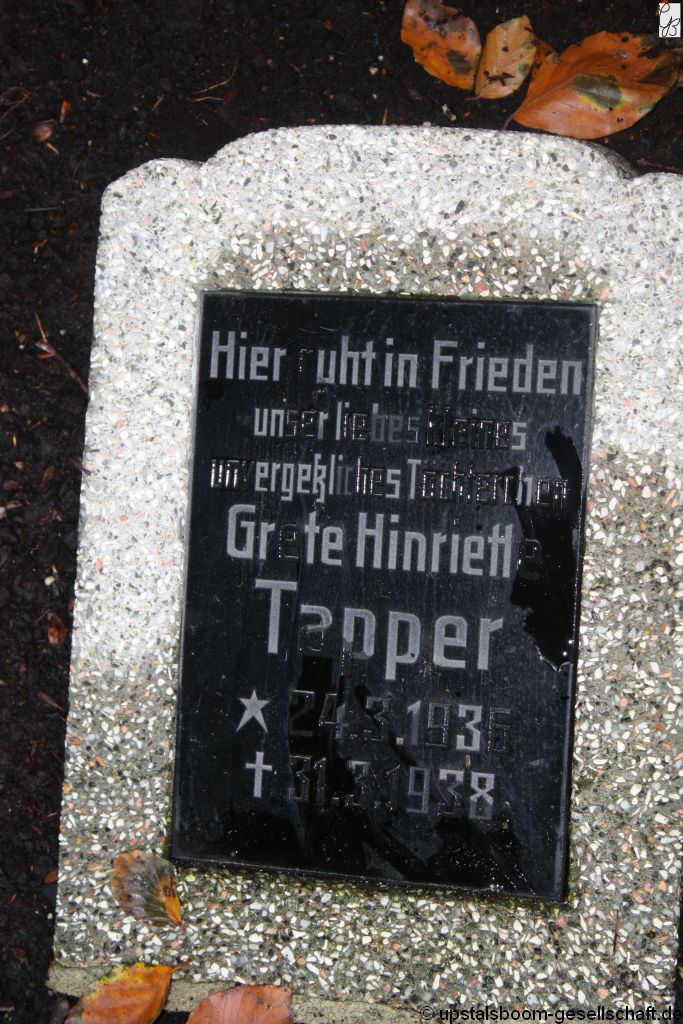 Hier ruht in Frieden
unser liebes kleines
unvergeßliches Töchterchen
Grete Hinriette
Tapper
24.3.1936
31.3.1938
© upstalsboom-gesellschaft.de